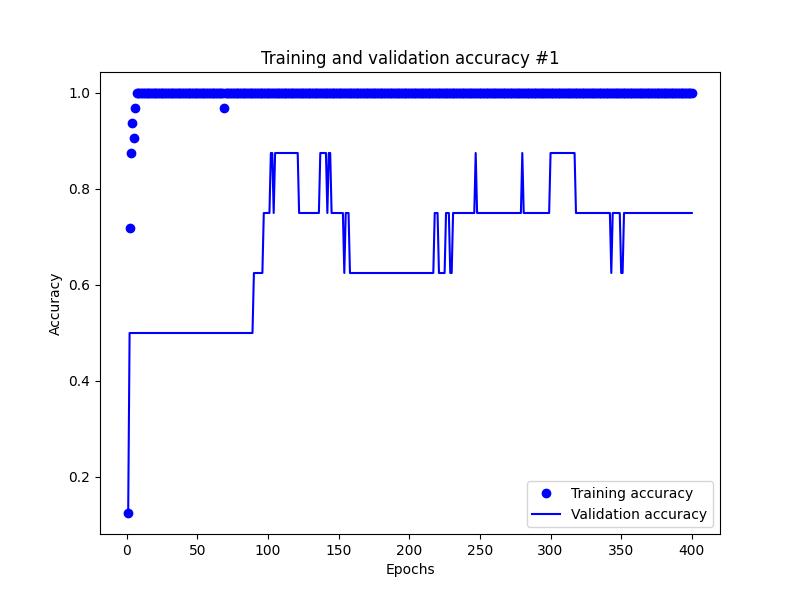 Training and validation accuracy #1
1.0
0.8
0.6
0.4
0.2
Accuracy
0 50 100 150 200 250 300 350 400
Epochs
Training accuracy
Validation accuracy